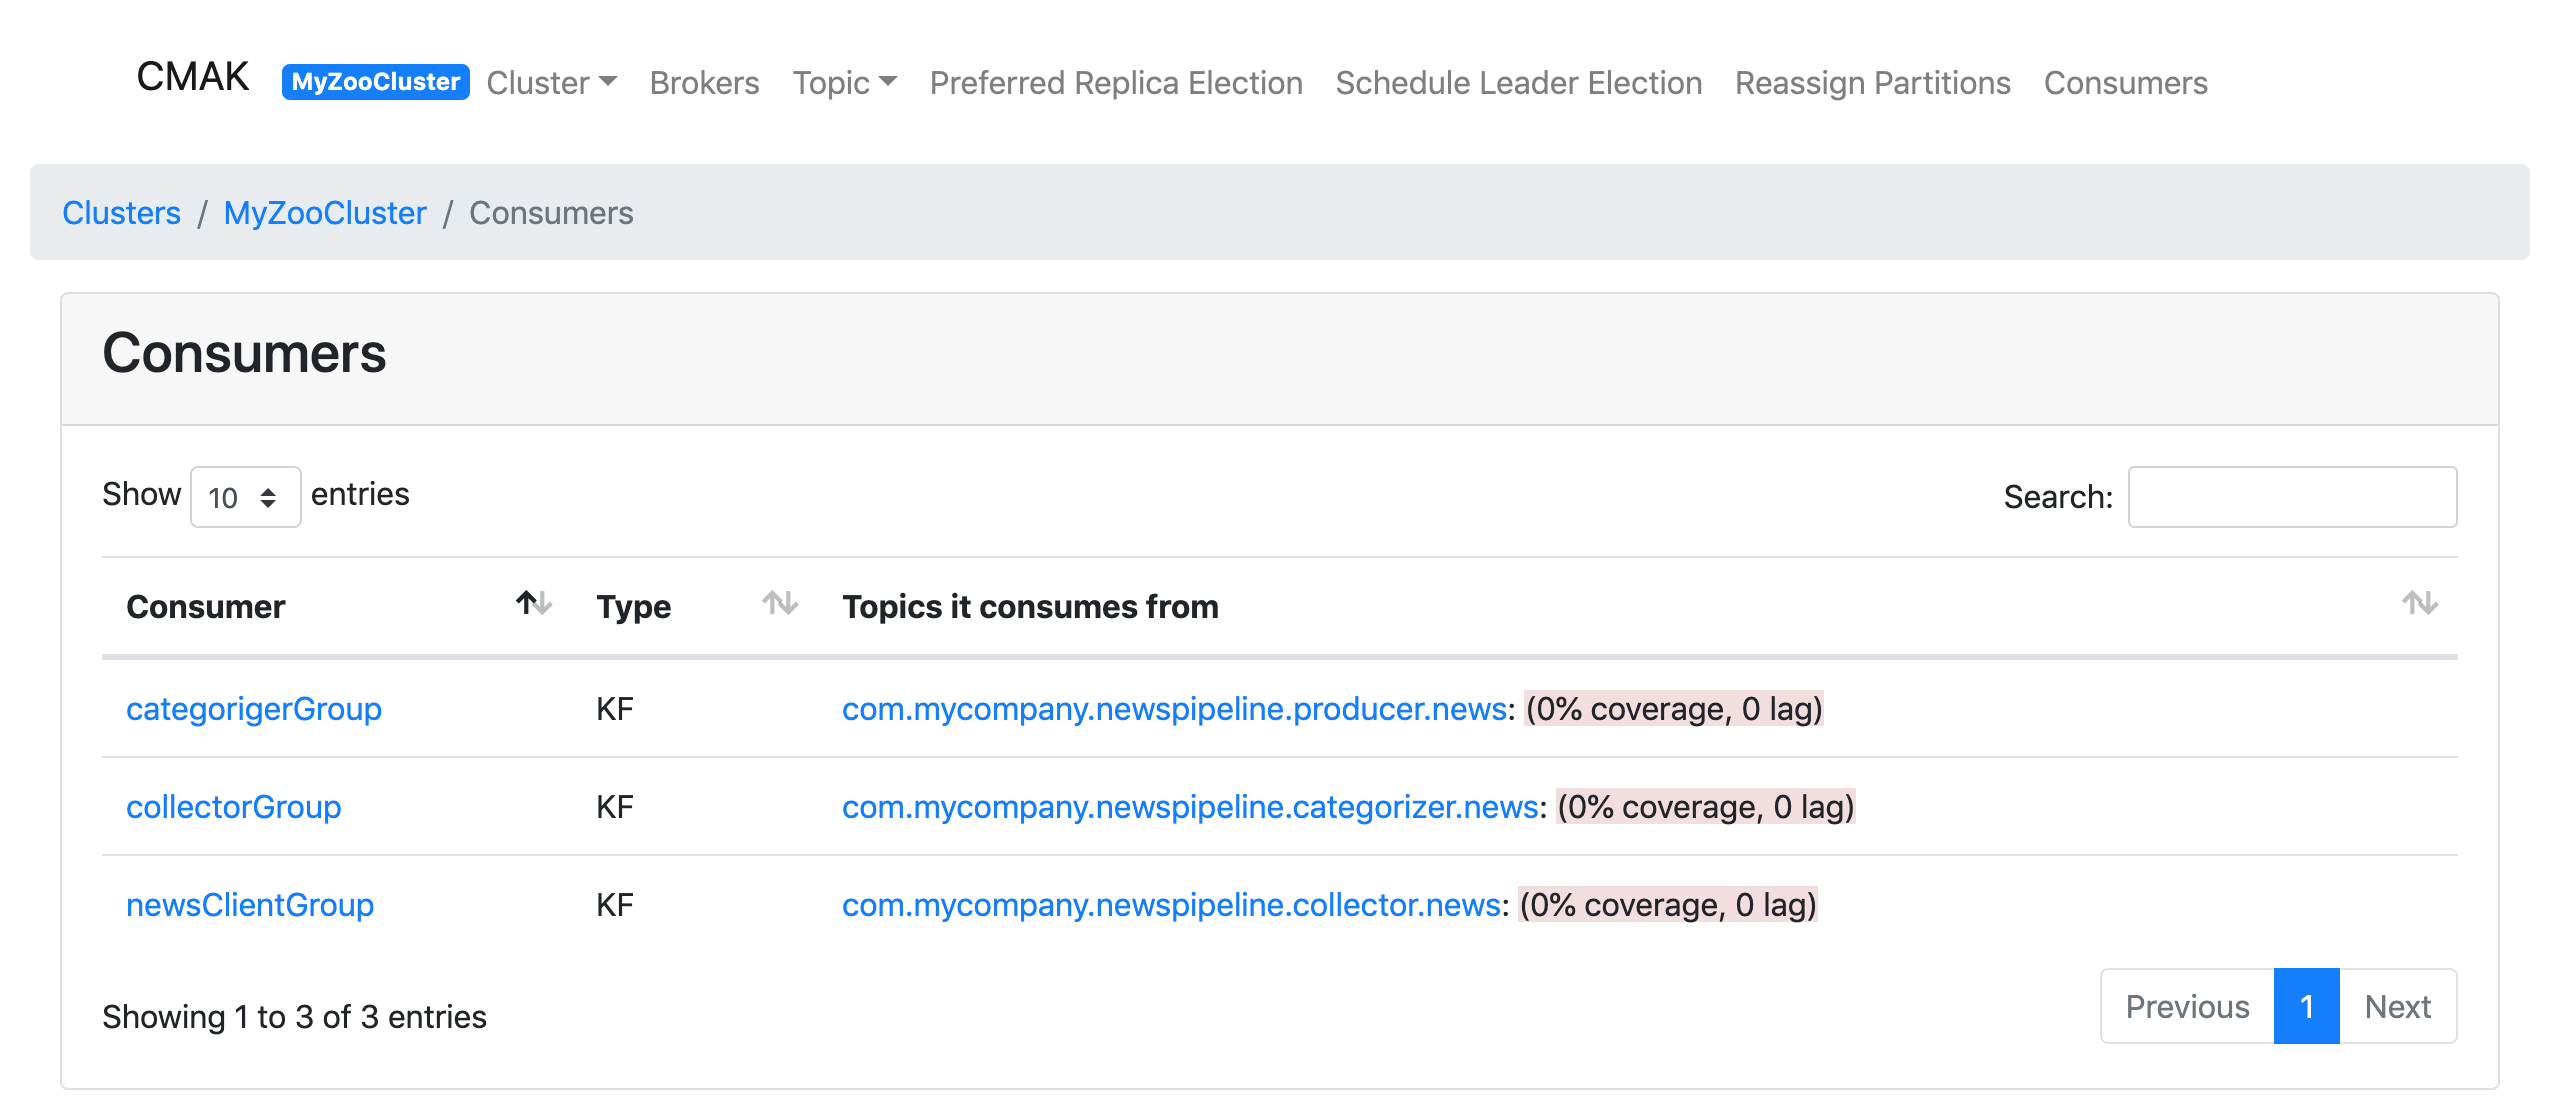 CMAK MyZooCluster Cluster Brokers Topic Preferred Replica Election Schedule Leader Election Reassign Partitions Consumers
Clusters / MyZooCluster / Consumers
Consumers
Show 10 entries Search:
Consumer Type Topics it consumes from
categorigerGroup KF com.mycompany.newspipeline.producer.news: (0% coverage, 0 lag)
collectorGroup KF com.mycompany.newspipeline.categorizer.news: (0% coverage, 0 lag)
newsClientGroup KF com.mycompany.newspipeline.collector.news: (0% coverage, 0 lag)
Showing 1 to 3 of 3 entries Previous 1 Next